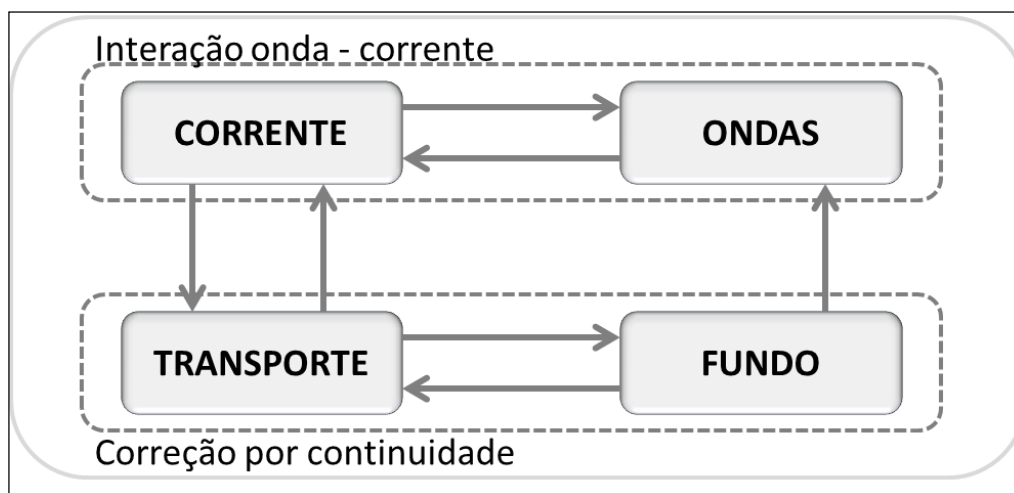 Interação onda - corrente
CORRENTE
ONDAS
TRANSPORTE
FUNDO
Correção por continuidade